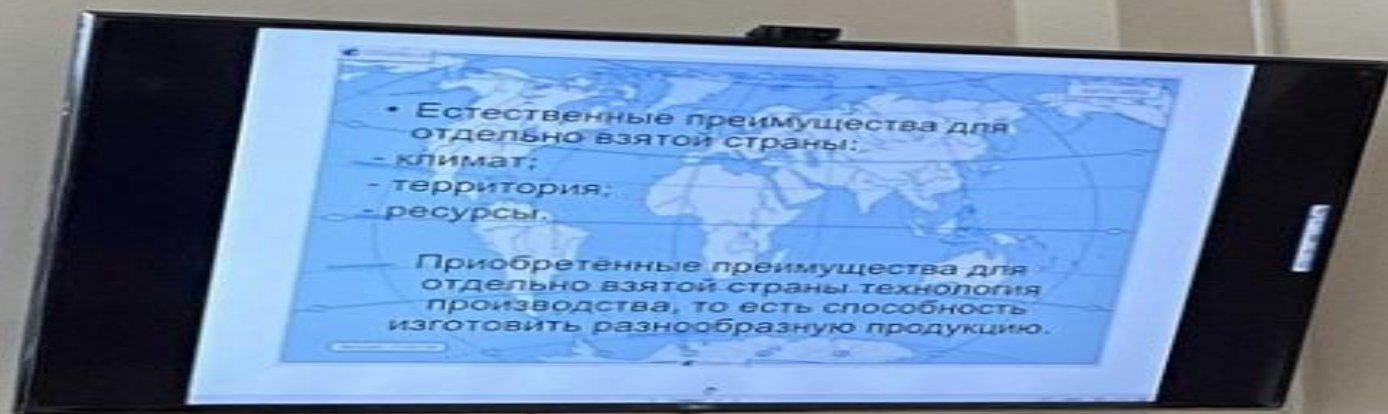 • Естественные преимущества для
отдельно взятой страны:
- климат;
- территория;
- ресурсы.
Приобретенные преимущества для
отдельно взятой страны технология
производства, то есть способность
изготовить разнообразную продукцию.